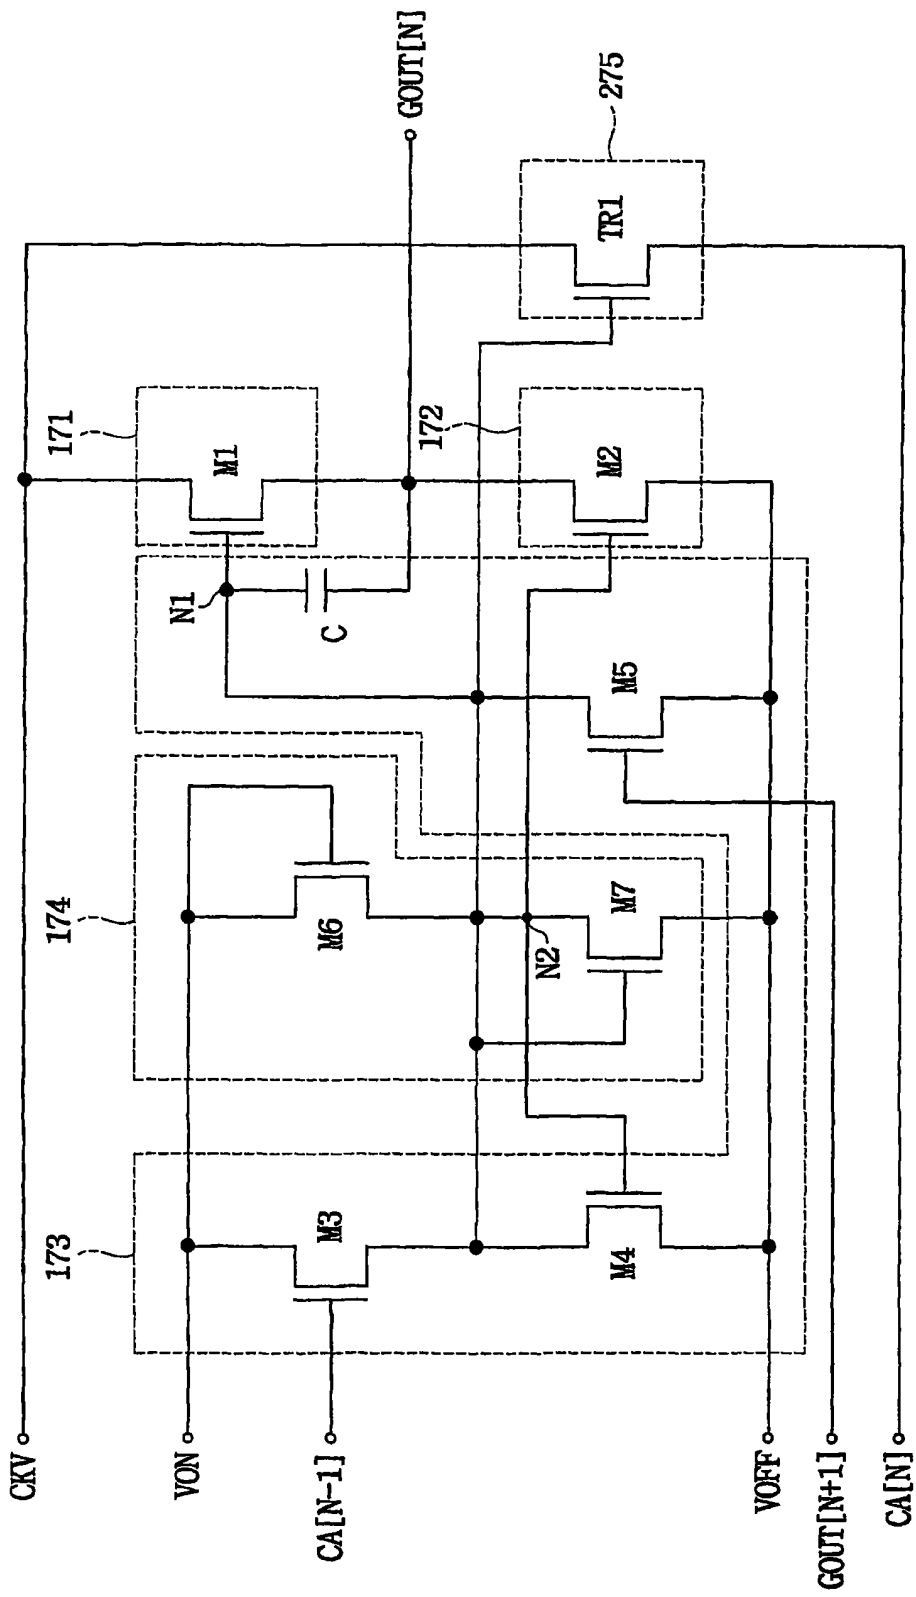 CKV
VON
CA[N-1]
VOFF
GOUT[N+1]
CA[N]
173
M3
M4
174
M6
M7
N2
N1
C
M5
171
M1
172
M2
GOUT[N]
275
TR1